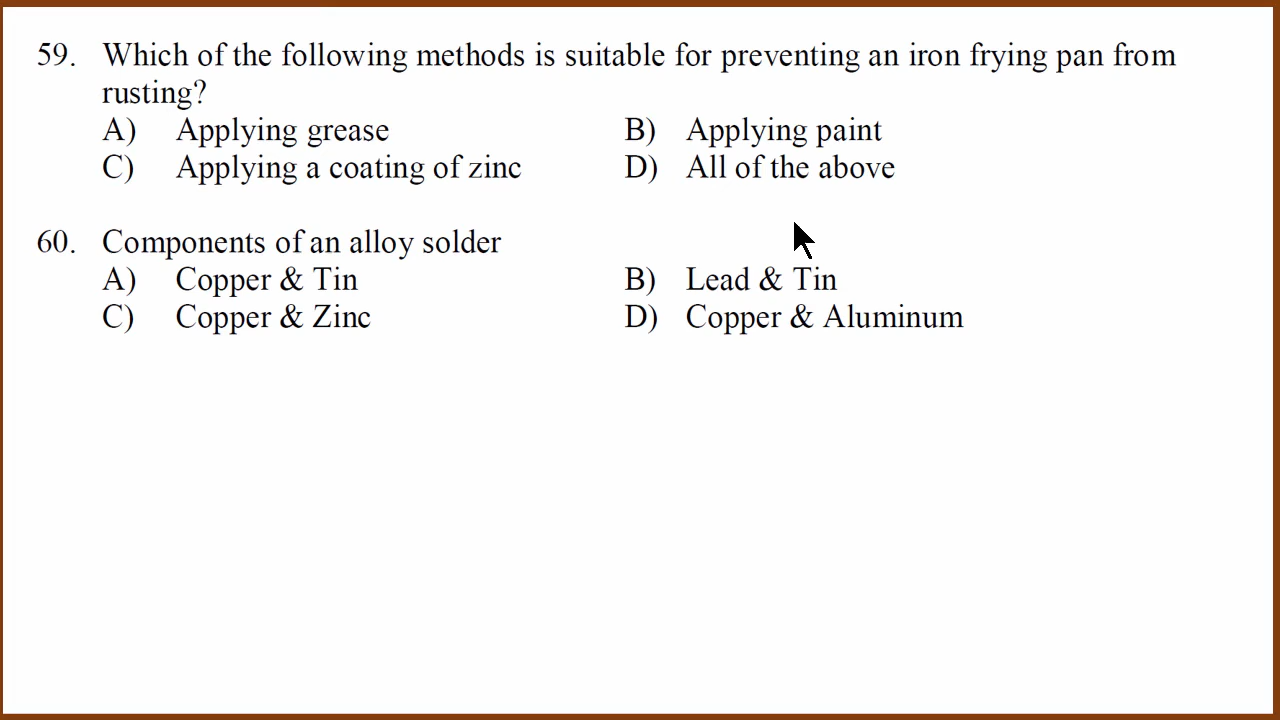 59. Which of the following methods is suitable for preventing an iron frying pan from
rusting?
A) Applying grease B) Applying paint
C) Applying a coating of zinc D) All of the above
60. Components of an alloy solder
A) Copper & Tin B) Lead & Tin
C) Copper & Zinc D) Copper & Aluminum